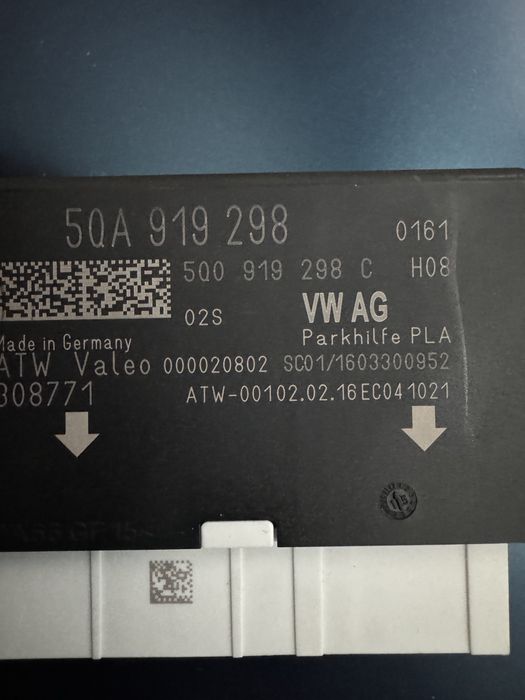 5QA 919 298 0161
5Q0 919 298 C H08
02S VW AG
Made in Germany Parkhilfe PLA
ATW Valeo 000020802 SC01/1603300952
308771 ATW-00102.02.16EC041021